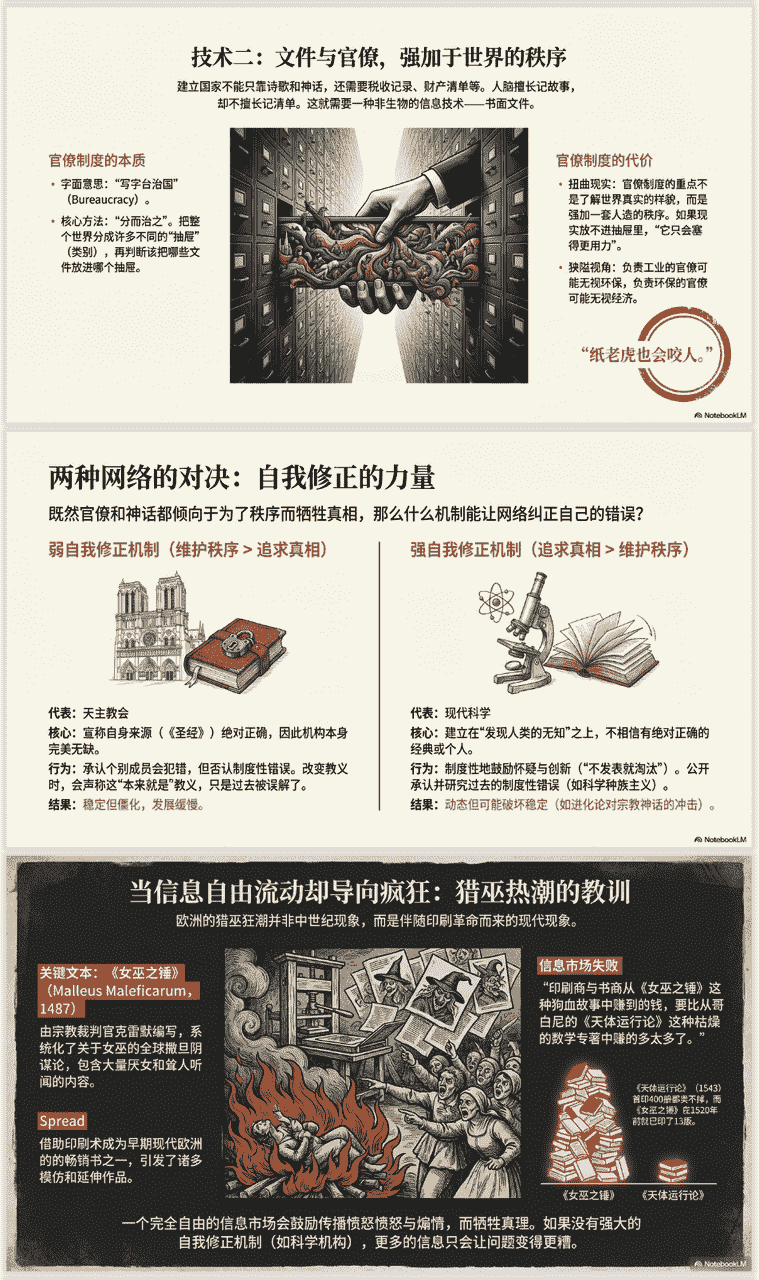 技术二：文件与官僚，强加于世界的秩序
建立国家不能只靠诗歌和神话，还需要税收记录、财产清单等。人脑擅长记故事，
却不擅长记清单。这就需要一种非生物的信息技术——书面文件。
官僚制度的本质
• 字面意思：“写字台治国”
（Bureaucracy）。
• 核心方法：“分而治之”。把整
个世界分成许多不同的“抽屉”
（类别），再判断该把哪些文
件放进哪个抽屉。
官僚制度的代价
• 扭曲现实：官僚制度的重点不
是了解世界真实的样貌，而是
强加一套人造的秩序。如果现
实放不进抽屉里，“它只会塞
得更用力”。
• 狭隘视角：负责工业的官僚可
能无视环保，负责环保的官僚
可能无视经济。
“纸老虎也会咬人。”
NotebookLM
两种网络的对决：自我修正的力量
既然官僚和神话都倾向于为了秩序而牺牲真相，那么什么机制能让网络纠正自己的错误？
弱自我修正机制（维护秩序 > 追求真相）
代表：天主教会
核心：宣称自身来源（《圣经》）绝对正确，因此机构本身
完美无缺。
行为：承认个别成员会犯错，但否认制度性错误。改变教义
时，会声称这“本来就是”教义，只是过去被误解了。
结果：稳定但僵化，发展缓慢。
强自我修正机制（追求真相 > 维护秩序）
代表：现代科学
核心：建立在“发现人类的无知”之上，不相信有绝对正确的
经典或个人。
行为：制度性地鼓励怀疑与创新（“不发表就淘汰”）。公开
承认并研究过去的制度性错误（如科学种族主义）。
结果：动态但可能破坏稳定（如进化论对宗教神话的冲击）。
NotebookLM
当信息自由流动却导向疯狂：猎巫热潮的教训
欧洲的猎巫狂潮并非中世纪现象，而是伴随印刷革命而来的现代现象。
关键文本：《女巫之锤》
（Malleus Maleficarum，
1487）
由宗教裁判官克雷默编写，系
统化了关于女巫的全球撒旦阴
谋论，包含大量厌女和耸人听
闻的内容。
Spread
借助印刷术成为早期现代欧洲
的的畅销书之一，引发了诸多
模仿和延伸作品。
信息市场失败
“印刷商与书商从《女巫之锤》这
种狗血故事中赚到的钱，要比从哥
白尼的《天体运行论》这种枯燥
的数学专著中赚的多太多了。”
《天体运行论》（1543）
首印400册都卖不掉，而
《女巫之锤》在1520年
前就已印了13版。
《女巫之锤》
《天体运行论》
一个完全自由的信息市场会鼓励传播愤怒愤怒与煽情，而牺牲真理。如果没有强大的
自我修正机制（如科学机构），更多的信息只会让问题变得更糟。
NotebookLM